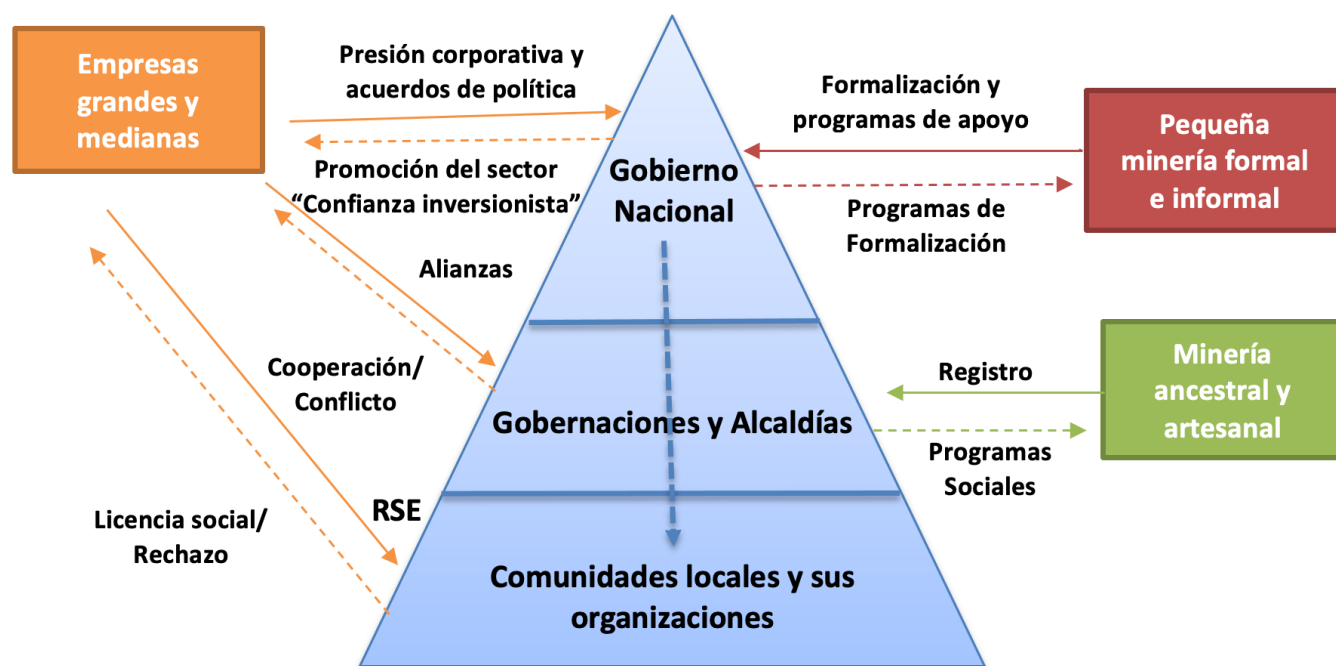 Empresas
grandes y
medianas
Presión corporativa y
acuerdos de política
Promoción del sector
“Confianza inversionista”
Alianzas
Cooperación/
Conflicto
RSE
Licencia social/
Rechazo
Gobierno
Nacional
Gobernaciones y Alcaldías
Comunidades locales y sus
organizaciones
Formalización y
programas de apoyo
Programas de
Formalización
Pequeña
minería formal
e informal
Registro
Programas
Sociales
Minería
ancestral y
artesanal